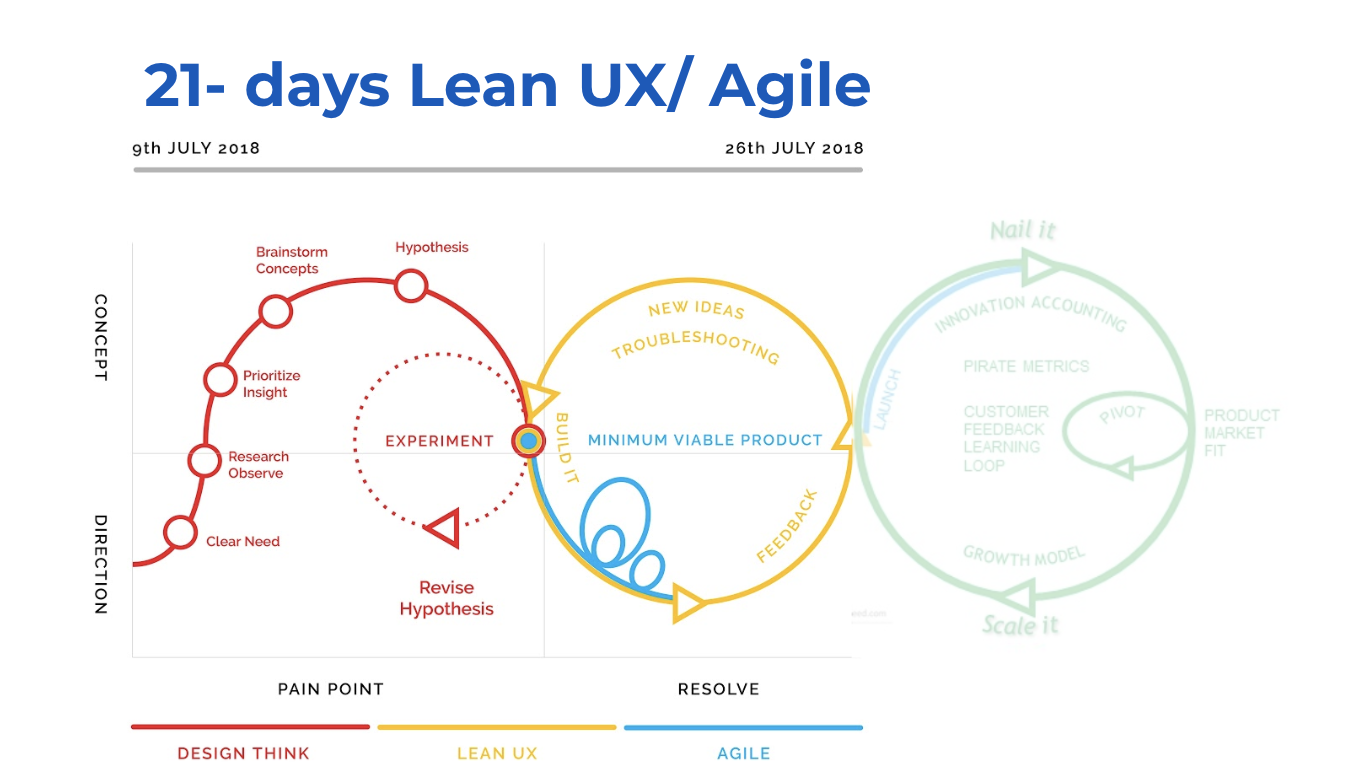 21- days Lean UX/ Agile
9th JULY 2018
26th JULY 2018
CONCEPT
DIRECTION
Brainstorm
Concepts
Hypothesis
Prioritize
Insight
Research
Observe
Clear Need
EXPERIMENT
Revise
Hypothesis
NEW IDEAS
TROUBLESHOOTING
BUILD IT
MINIMUM VIABLE PRODUCT
FEEDBACK
Nail it
LAUNCH
INNOVATION ACCOUNTING
PIRATE METRICS
CUSTOMER
FEEDBACK
LEARNING
LOOP
PIVOT
PRODUCT
MARKET
FIT
GROWTH MODEL
Scale it
PAIN POINT
RESOLVE
DESIGN THINK
LEAN UX
AGILE